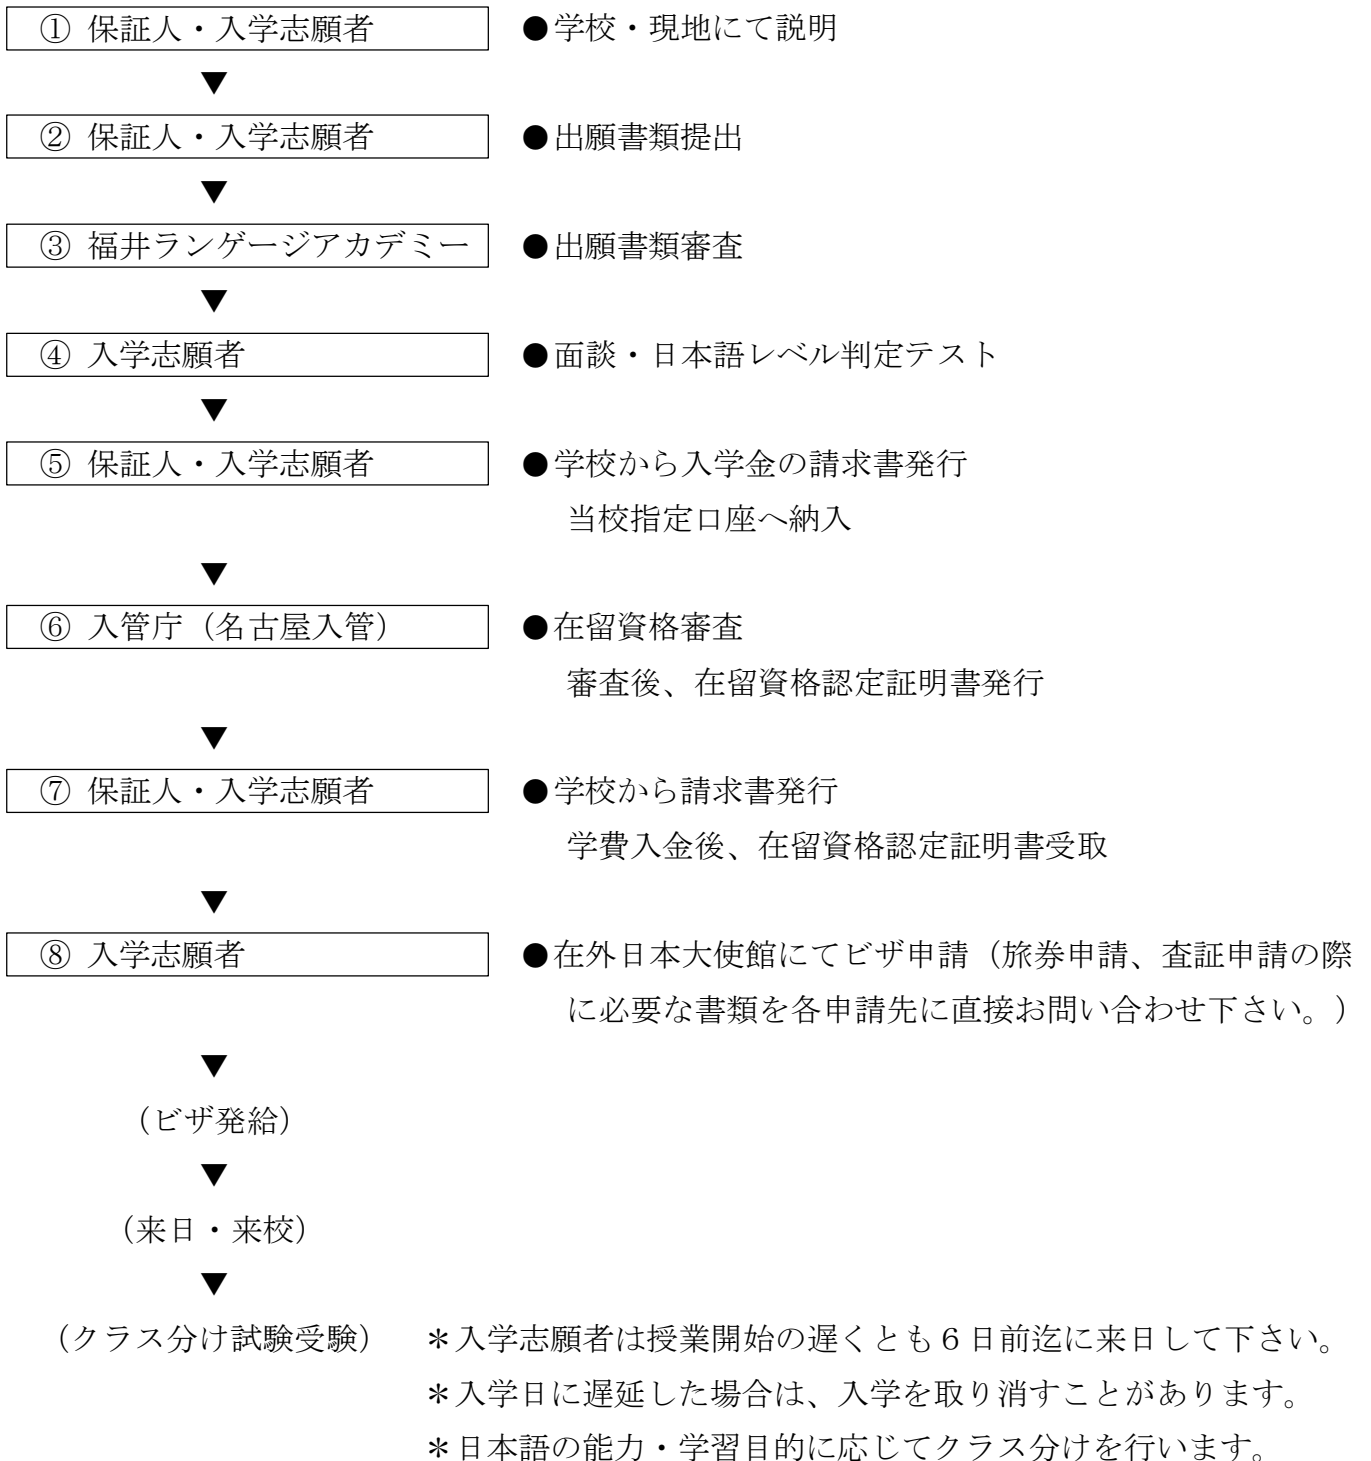 ① 保証人・入学志願者 ●学校・現地にて説明
▼
② 保証人・入学志願者 ●出願書類提出
▼
③ 福井ランゲージアカデミー ●出願書類審査
▼
④ 入学志願者 ●面談・日本語レベル判定テスト
▼
⑤ 保証人・入学志願者 ●学校から入学金の請求書発行
当校指定口座へ納入
▼
⑥ 入管庁（名古屋入管） ●在留資格審査
審査後、在留資格認定証明書発行
▼
⑦ 保証人・入学志願者 ●学校から請求書発行
学費入金後、在留資格認定証明書受取
▼
⑧ 入学志願者 ●在外日本大使館にてビザ申請（旅券申請、査証申請の際
に必要な書類を各申請先に直接お問い合わせ下さい。）
▼
（ビザ発給）
▼
（来日・来校）
▼
（クラス分け試験受験） ＊入学志願者は授業開始の遅くとも６日前迄に来日して下さい。
＊入学日に遅延した場合は、入学を取り消すことがあります。
＊日本語の能力・学習目的に応じてクラス分けを行います。